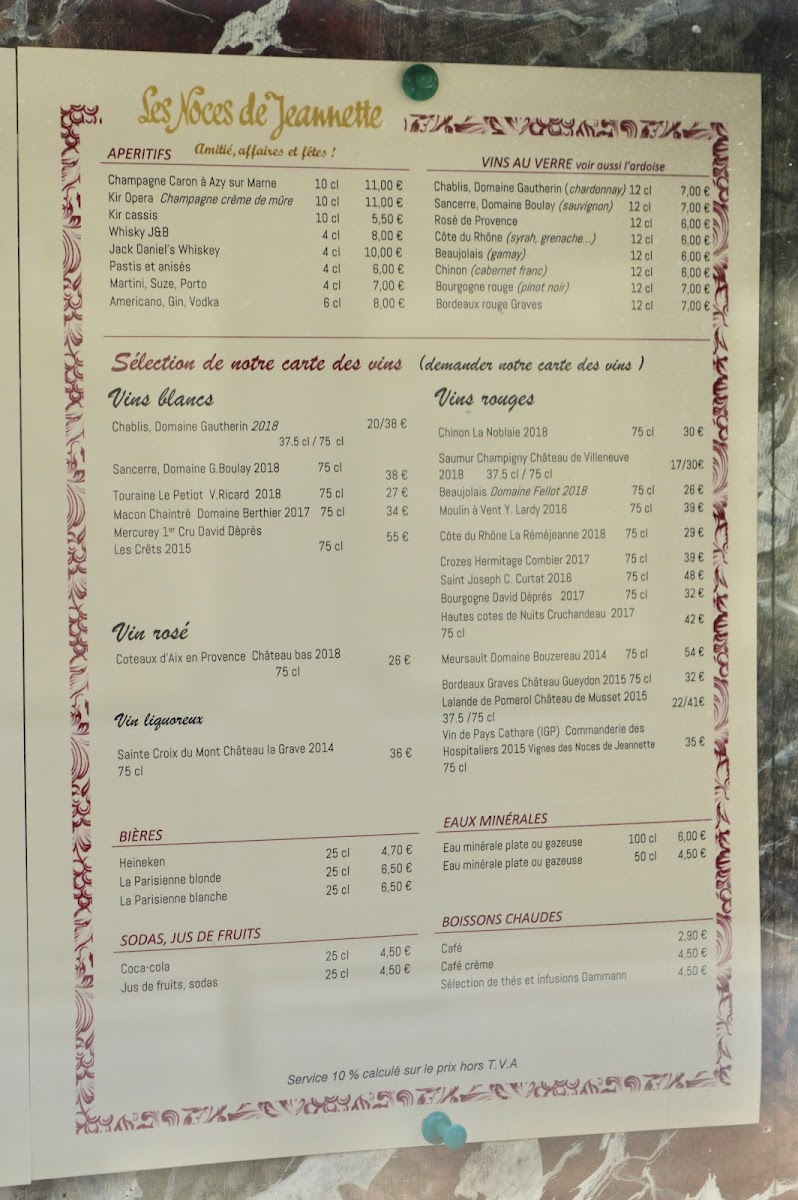 Les Noces de Jeannette
Amitié, affaires et fêtes !
APERITIFS
Champagne Caron à Azy sur Marne 10 cl 11,00 €
Kir Opera Champagne crème de mûre 10 cl 11,00 €
Kir cassis 10 cl 5,50 €
Whisky J&B 4 cl 8,00 €
Jack Daniel's Whiskey 4 cl 10,00 €
Pastis et anisés 4 cl 6,00 €
Martini, Suze, Porto 4 cl 7,00 €
Americano, Gin, Vodka 6 cl 8,00 €
VINS AU VERRE voir aussi l'ardoise
Chablis, Domaine Gautherin (chardonnay) 12 cl 7,00 €
Sancerre, Domaine Boulay (sauvignon) 12 cl 7,00 €
Rosé de Provence 12 cl 6,00 €
Côte du Rhône (syrah, grenache...) 12 cl 6,00 €
Beaujolais (gamay) 12 cl 6,00 €
Chinon (cabernet franc) 12 cl 6,00 €
Bourgogne rouge (pinot noir) 12 cl 7,00 €
Bordeaux rouge Graves 12 cl 7,00 €
Sélection de notre carte des vins (demander notre carte des vins )
Vins blancs
Chablis, Domaine Gautherin 2018 20/38 €
37.5 cl / 75 cl
Sancerre, Domaine G.Boulay 2018 75 cl 38 €
Touraine Le Petiot V.Ricard 2018 75 cl 27 €
Macon Chaintré Domaine Berthier 2017 75 cl 34 €
Mercurey 1er Cru David Dèprés 55 €
Les Crêts 2015 75 cl
Vin rosé
Coteaux d'Aix en Provence Château bas 2018 26 €
75 cl
Vin liquoreux
Sainte Croix du Mont Château la Grave 2014 36 €
75 cl
Vins rouges
Chinon La Noblaie 2018 75 cl 30 €
Saumur Champigny Château de Villeneuve 17/30€
2018 37.5 cl / 75 cl
Beaujolais Domaine Fellot 2018 75 cl 26 €
Moulin à Vent Y. Lardy 2016 75 cl 39 €
Côte du Rhône La Réméjeanne 2018 75 cl 29 €
Crozes Hermitage Combier 2017 75 cl 39 €
Saint Joseph C. Curtat 2016 75 cl 48 €
Bourgogne David Dèprés 2017 75 cl 32 €
Hautes cotes de Nuits Cruchandeau 2017 42 €
75 cl
Meursault Domaine Bouzereau 2014 75 cl 54 €
Bordeaux Graves Château Gueydon 2015 75 cl 32 €
Lalande de Pomerol Château de Musset 2015 22/41€
37.5 /75 cl
Vin de Pays Cathare (IGP) Commanderie des
Hospitaliers 2015 Vignes des Noces de Jeannette 35 €
75 cl
BIÈRES
Heineken 25 cl 4,70 €
La Parisienne blonde 25 cl 6,50 €
La Parisienne blanche 25 cl 6,50 €
SODAS, JUS DE FRUITS
Coca-cola 25 cl 4,50 €
Jus de fruits, sodas 25 cl 4,50 €
EAUX MINÉRALES
Eau minérale plate ou gazeuse 100 cl 6,00 €
Eau minérale plate ou gazeuse 50 cl 4,50 €
BOISSONS CHAUDES
Café 2,90 €
Café crème 4,50 €
Sélection de thés et infusions Dammann 4,50 €
Service 10 % calculé sur le prix hors T.V.A